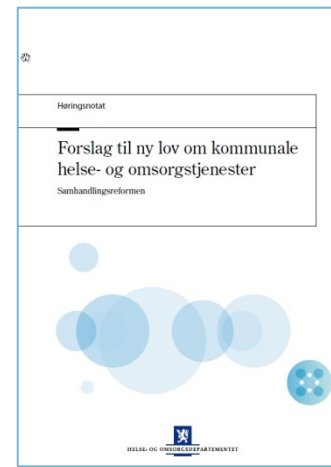 Høringsnotat
Forslag til ny lov om kommunale
helse- og omsorgstjenester
Samhandlingsreformen
HELSE- OG OMSORGSDEPARTEMENTET